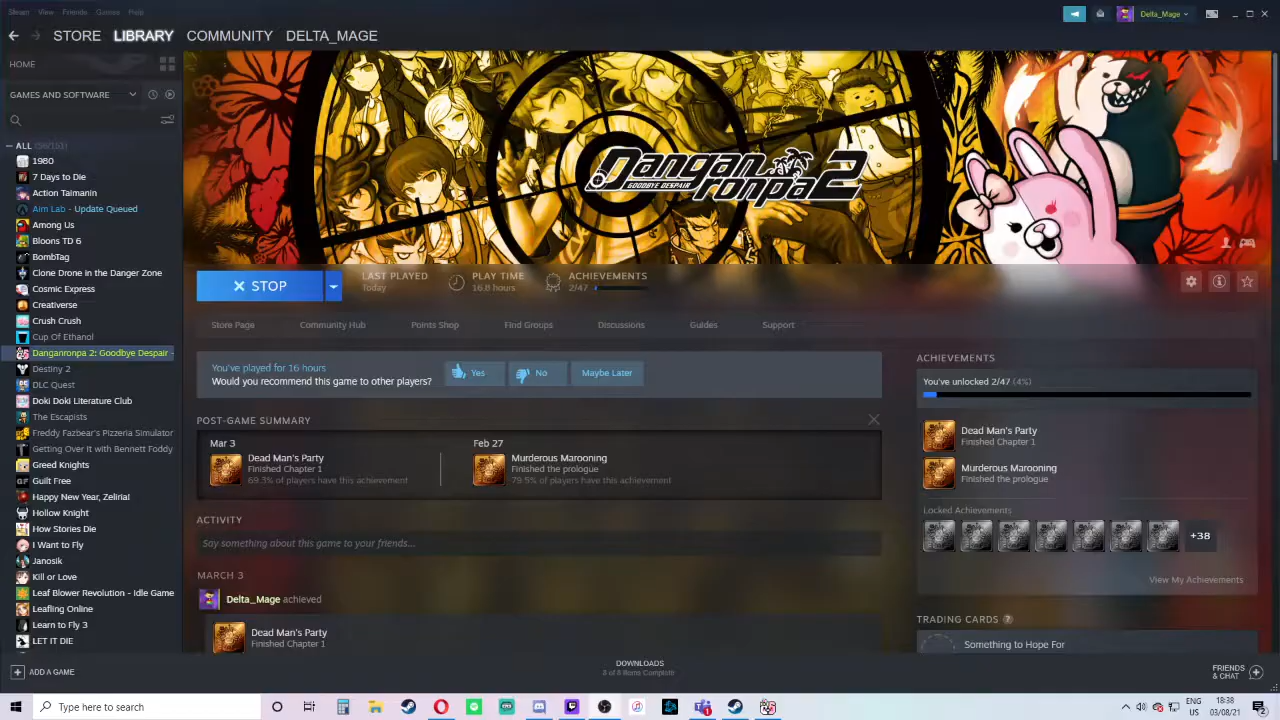 Steam View Friends Games Help
Delta_Mage
STORE LIBRARY COMMUNITY DELTA_MAGE
HOME
GAMES AND SOFTWARE
ALL
1980
7 Days to Die
Action Taimanin
Aim Lab - Update Queued
Among Us
Bloons TD 6
BombTag
Clone Drone in the Danger Zone
Cosmic Express
Creativerse
Crush Crush
Cup Of Ethanol
Danganronpa 2: Goodbye Despair -
Destiny 2
DLC Quest
Doki Doki Literature Club
The Escapists
Freddy Fazbear's Pizzeria Simulator
Getting Over it with Bennett Foddy
Greed Knights
Guilt Free
Happy New Year, Zeliria!
Hollow Knight
How Stories Die
I Want to Fly
Janosik
Kill or Love
Leaf Blower Revolution - Idle Game
Leafling Online
Learn to Fly 3
LET IT DIE
ADD A GAME
Danganronpa 2
GOODBYE DESPAIR
STOP
LAST PLAYED
Today
PLAY TIME
16.8 hours
ACHIEVEMENTS
2/47
Store Page Community Hub Points Shop Find Groups Discussions Guides Support
You've played for 16 hours
Would you recommend this game to other players?
Yes
No
Maybe Later
POST-GAME SUMMARY
Mar 3
Dead Man's Party
Finished Chapter 1
69.3% of players have this achievement
Feb 27
Murderous Marooning
Finished the prologue
79.5% of players have this achievement
ACTIVITY
Say something about this game to your friends...
MARCH 3
Delta_Mage achieved
Dead Man's Party
Finished Chapter 1
ACHIEVEMENTS
You've unlocked 2/47 (4%)
Dead Man's Party
Finished Chapter 1
Murderous Marooning
Finished the prologue
Locked Achievements
+38
View My Achievements
TRADING CARDS
Something to Hope For
DOWNLOADS
3 of 8 Items Complete
FRIENDS
& CHAT
Type here to search
ENG
US
18:38
03/08/21